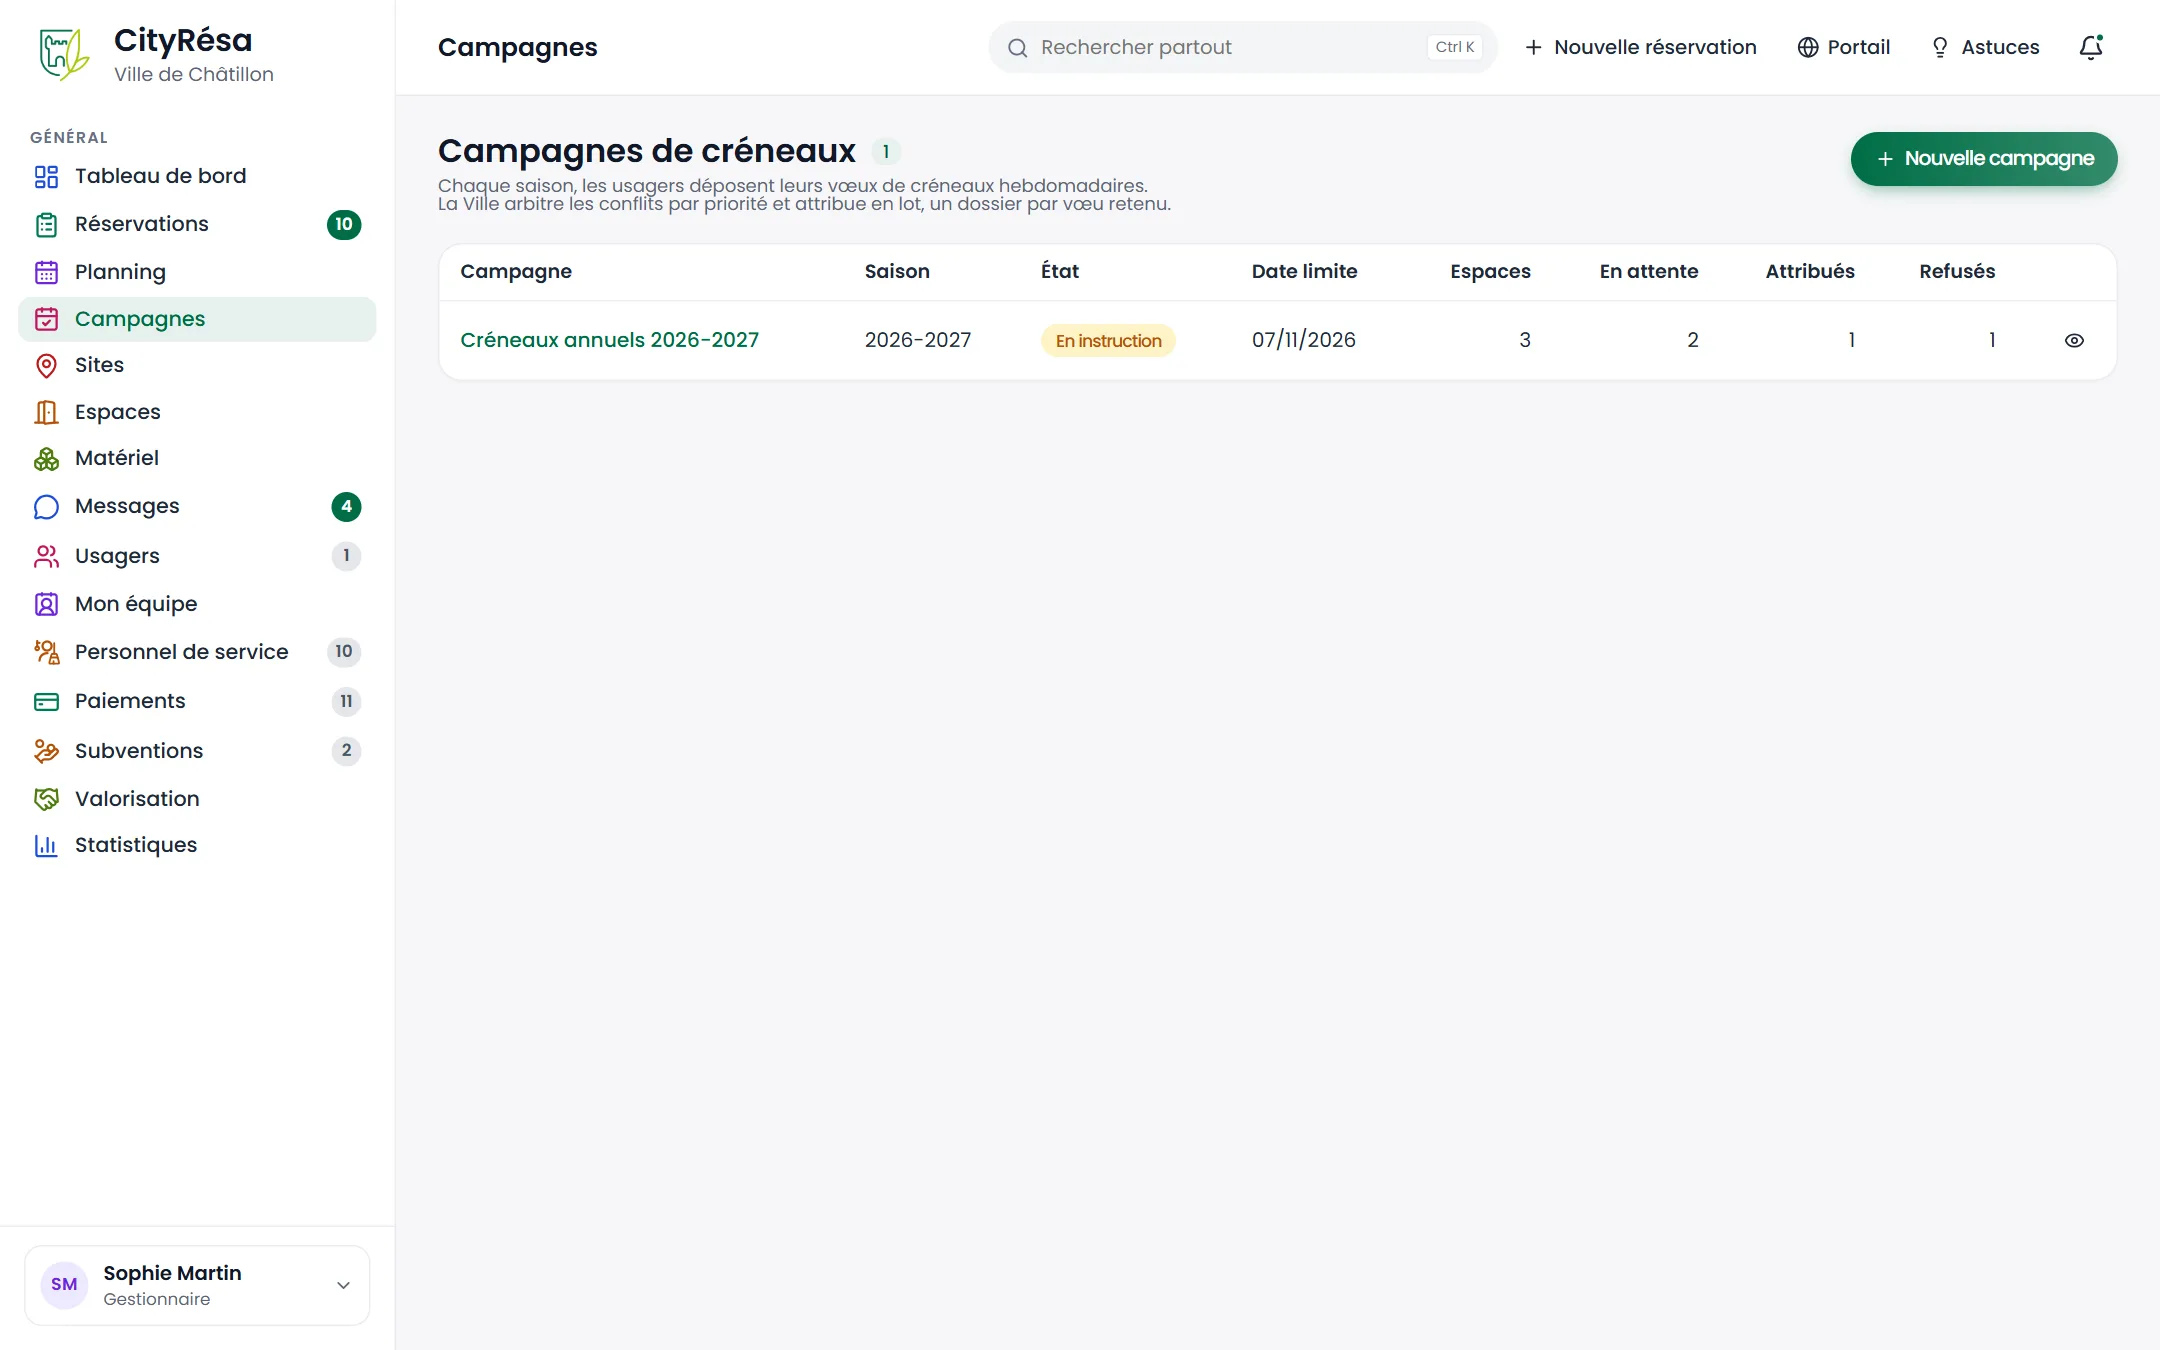 CityRésa
Ville de Châtillon
GÉNÉRAL
Tableau de bord
Réservations 10
Planning
Campagnes
Sites
Espaces
Matériel
Messages 4
Usagers 1
Mon équipe
Personnel de service 10
Paiements 11
Subventions 2
Valorisation
Statistiques
SM
Sophie Martin
Gestionnaire
Campagnes
Rechercher partout Ctrl K
Nouvelle réservation
Portail
Astuces
Campagnes de créneaux 1
Chaque saison, les usagers déposent leurs vœux de créneaux hebdomadaires.
La Ville arbitre les conflits par priorité et attribue en lot, un dossier par vœu retenu.
+ Nouvelle campagne
Campagne Saison État Date limite Espaces En attente Attribués Refusés
Créneaux annuels 2026-2027 2026-2027 En instruction 07/11/2026 3 2 1 1